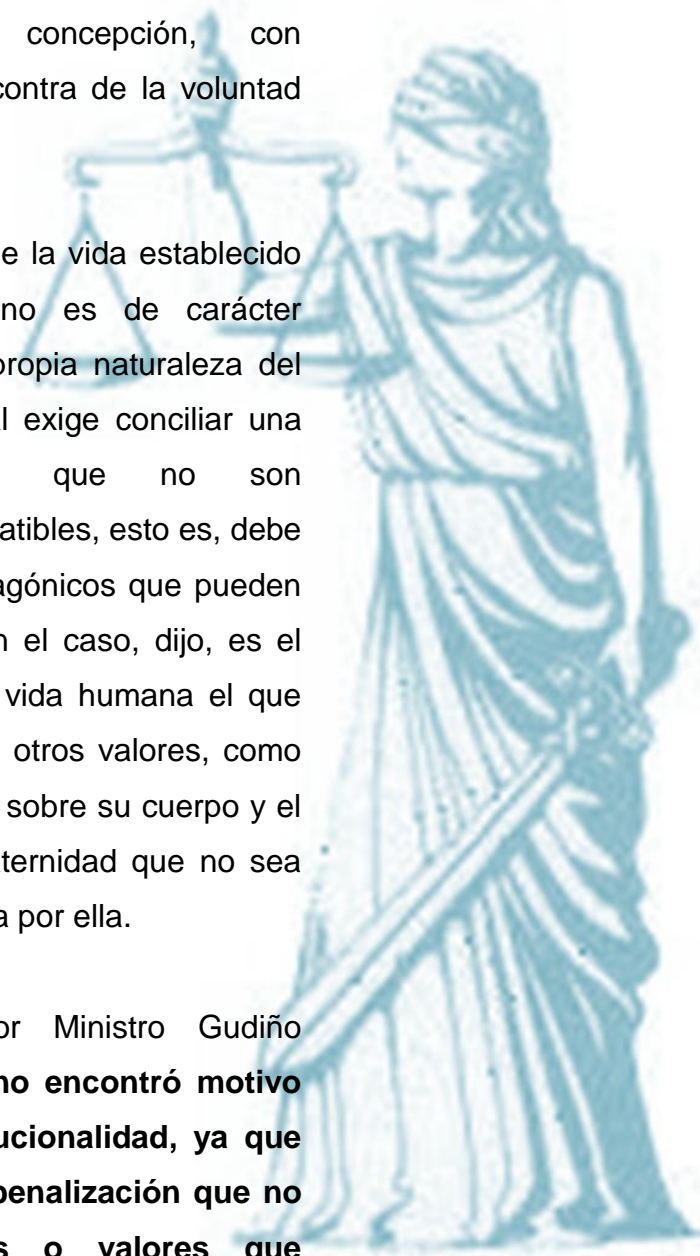 concepción, con
contra de la voluntad
e la vida establecido
no es de carácter
propia naturaleza del
l exige conciliar una
que no son
atibles, esto es, debe
agónicos que pueden
n el caso, dijo, es el
vida humana el que
otros valores, como
sobre su cuerpo y el
ternidad que no sea
a por ella.
or Ministro Gudiño
no encontró motivo
ucionalidad, ya que
penalización que no
s o valores que